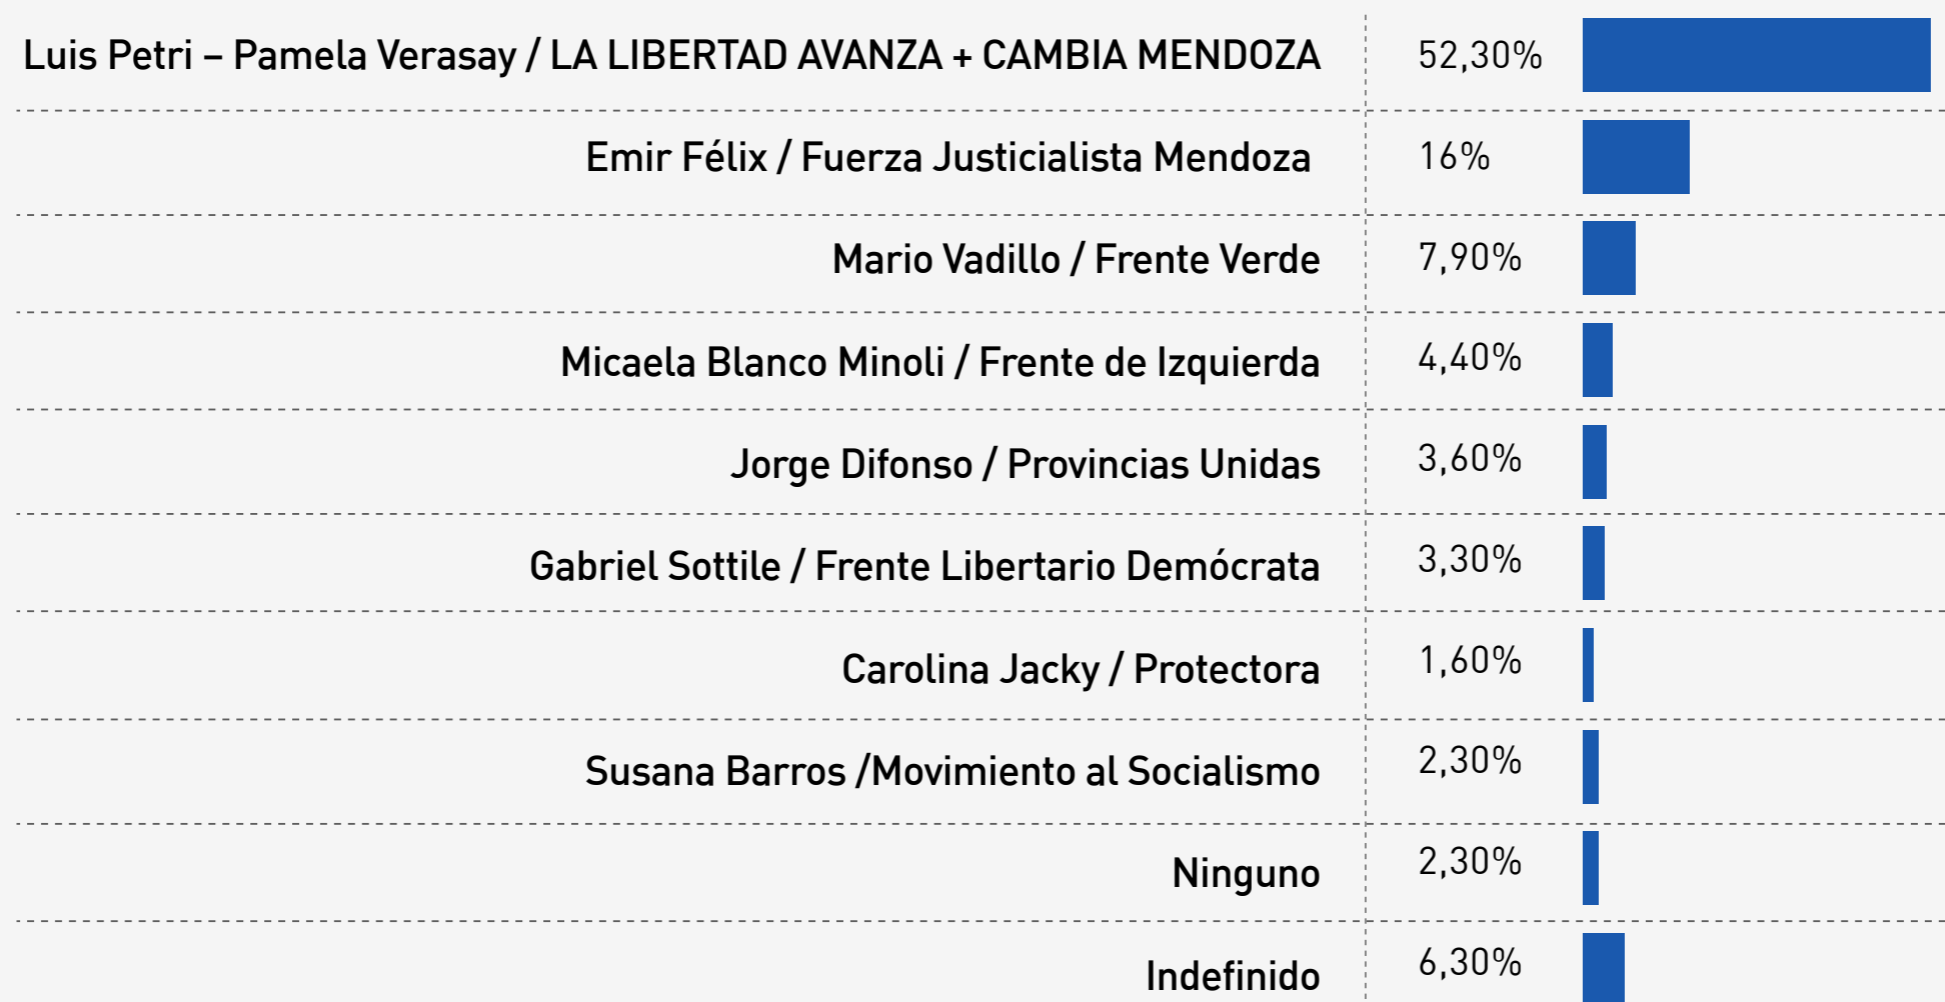 Luis Petri – Pamela Verasay / LA LIBERTAD AVANZA + CAMBIA MENDOZA 52,30%
Emir Félix / Fuerza Justicialista Mendoza 16%
Mario Vadillo / Frente Verde 7,90%
Micaela Blanco Minoli / Frente de Izquierda 4,40%
Jorge Difonso / Provincias Unidas 3,60%
Gabriel Sottile / Frente Libertario Demócrata 3,30%
Carolina Jacky / Protectora 1,60%
Susana Barros /Movimiento al Socialismo 2,30%
Ninguno 2,30%
Indefinido 6,30%